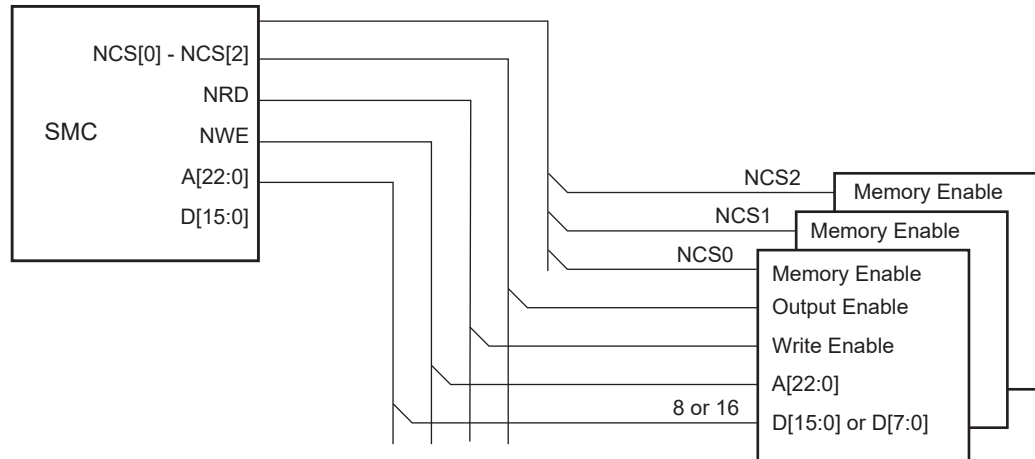 NCS[0] - NCS[2]
NRD
SMC
NWE
A[22:0]
D[15:0]
NCS2
Memory Enable
NCS1
Memory Enable
NCS0
Memory Enable
Output Enable
Write Enable
A[22:0]
8 or 16
D[15:0] or D[7:0]